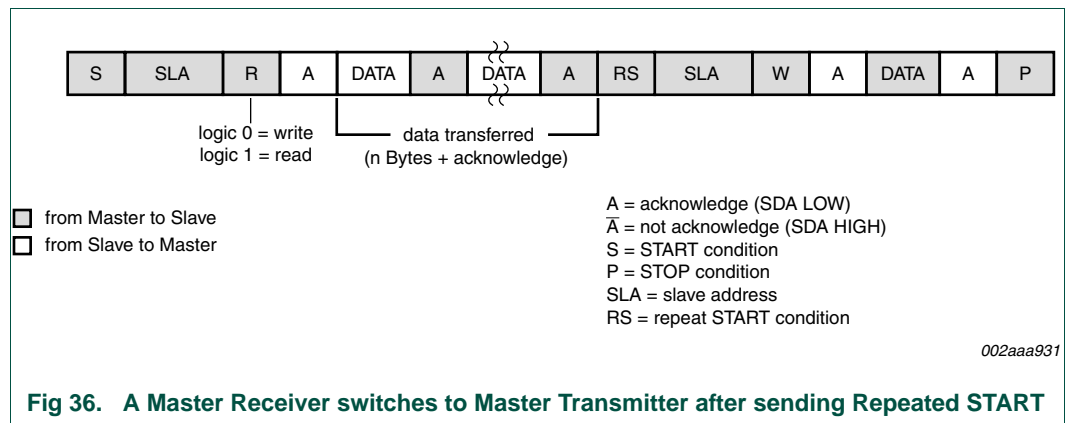 S SLA R A DATA A DATA A RS SLA W A DATA A P
logic 0 = write
logic 1 = read
data transferred
(n Bytes + acknowledge)
from Master to Slave
from Slave to Master
A = acknowledge (SDA LOW)
A̅ = not acknowledge (SDA HIGH)
S = START condition
P = STOP condition
SLA = slave address
RS = repeat START condition
002aaa931
Fig 36. A Master Receiver switches to Master Transmitter after sending Repeated START